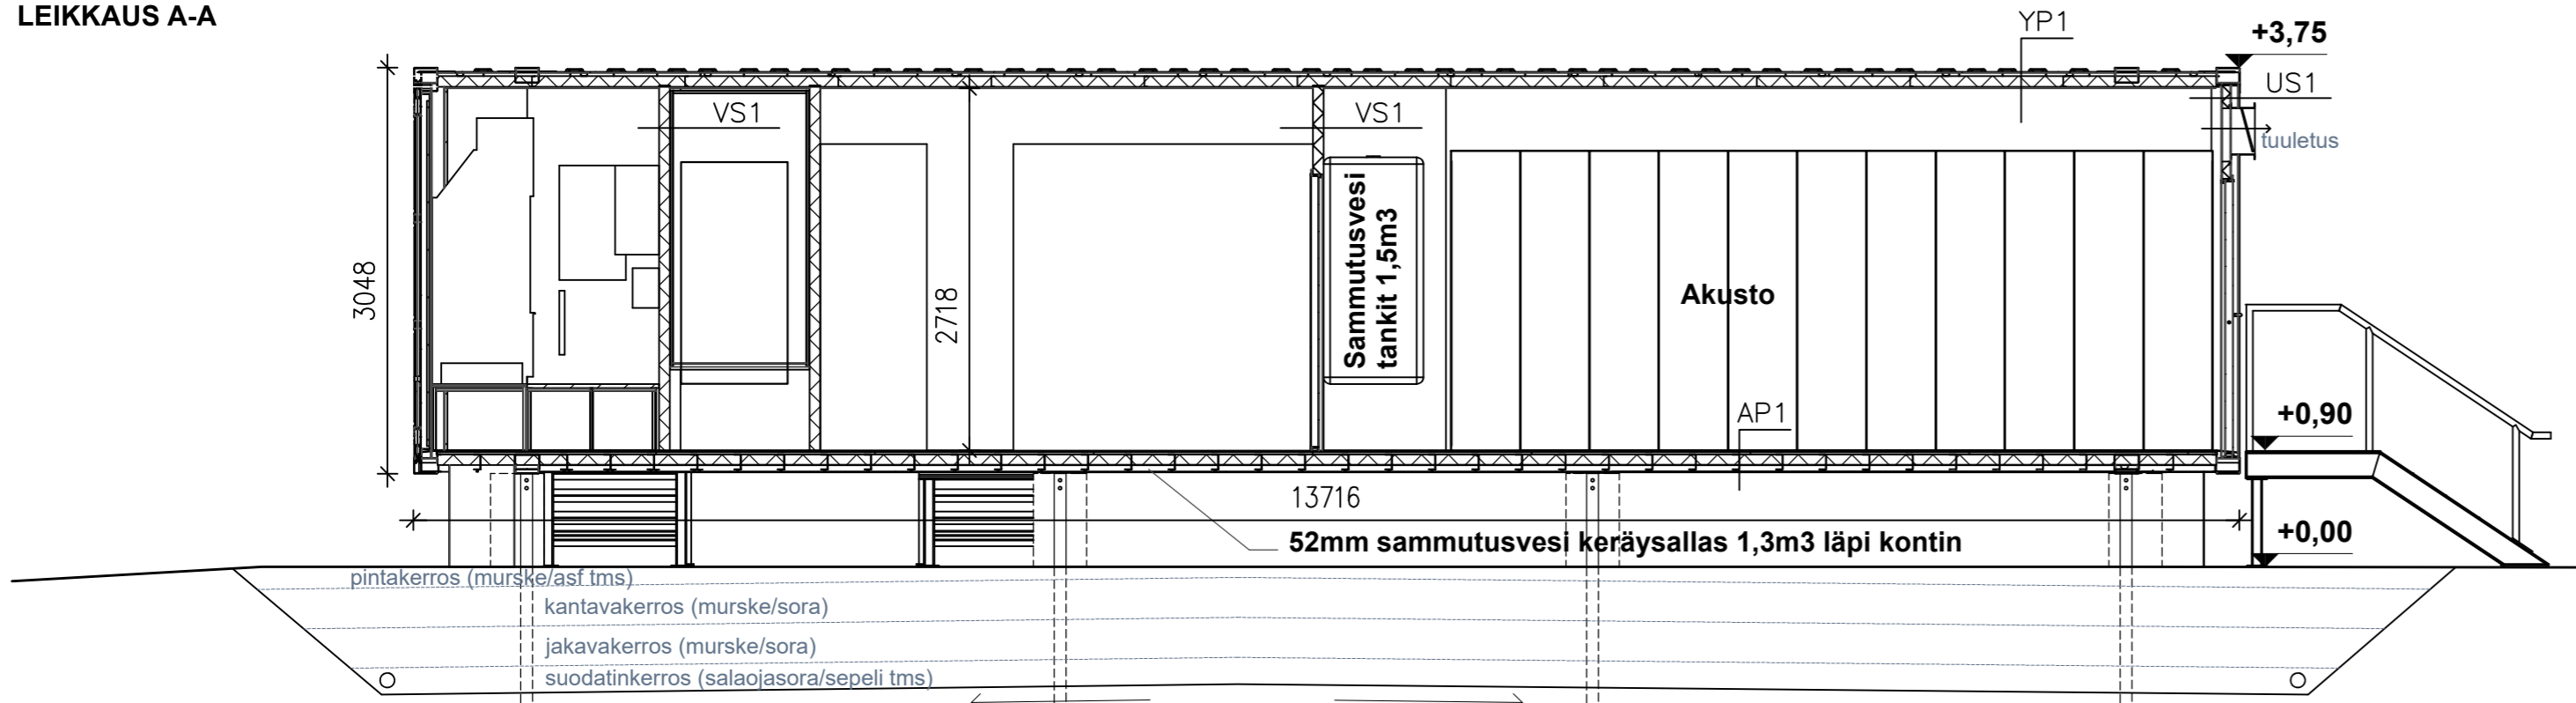 LEIKKAUS A-A
YP1
+3,75
US1
VS1
VS1
tuuletus
Sammutusvesi
tankit 1,5m3
3048
2718
Akusto
AP1
+0,90
13716
52mm sammutusvesi keräysallas 1,3m3 läpi kontin
+0,00
pintakerros (murske/asf tms)
kantavakerros (murske/sora)
jakavakerros (murske/sora)
suodatinkerros (salaojasora/sepeli tms)